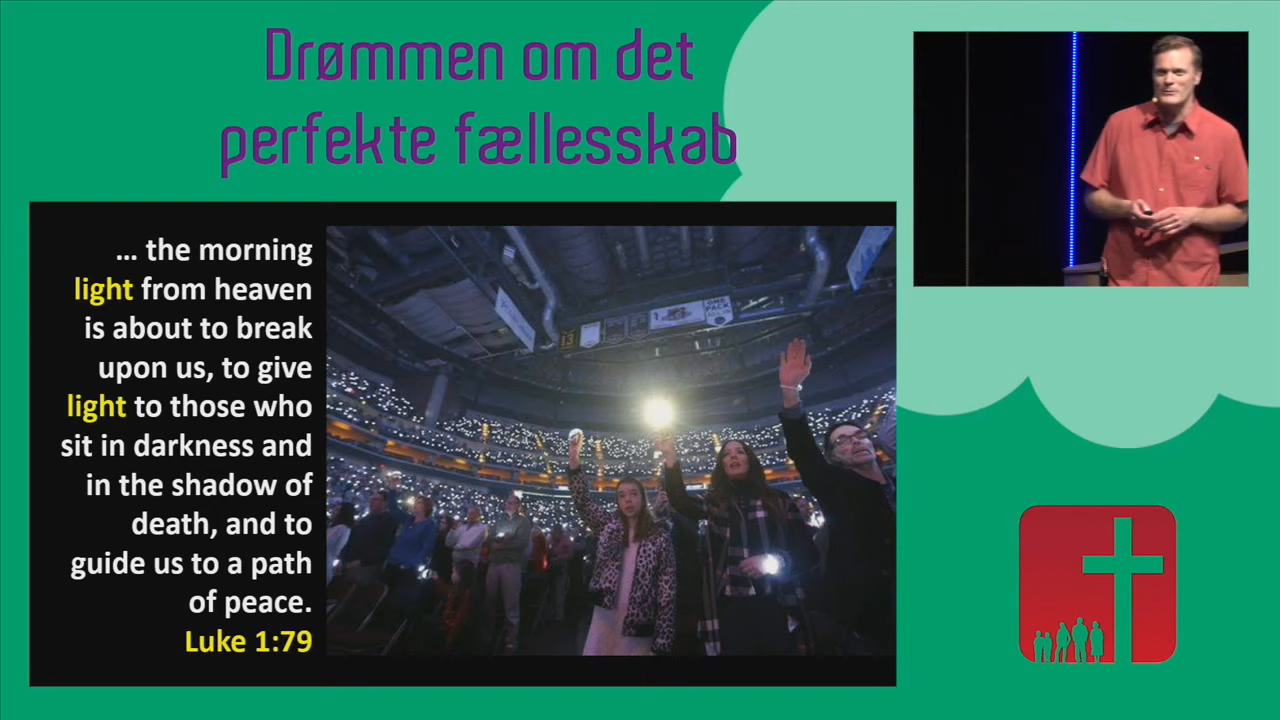 Drømmen om det
perfekte fællesskab
... the morning
light from heaven
is about to break
upon us, to give
light to those who
sit in darkness and
in the shadow of
death, and to
guide us to a path
of peace.
Luke 1:79